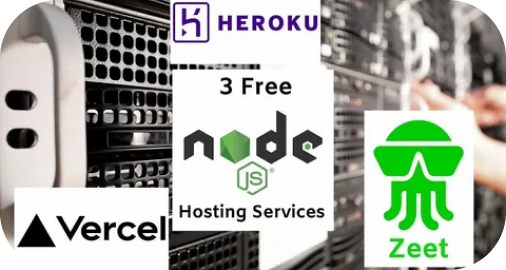 HEROKU
3 Free
node
JS
Hosting Services
Vercel
Zeet